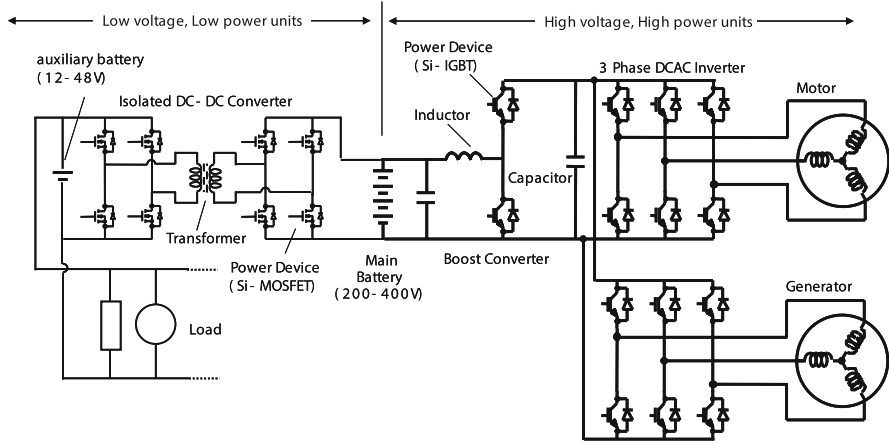 Low voltage, Low power units
High voltage, High power units
auxiliary battery
(12- 48V)
Isolated DC- DC Converter
Power Device
( Si- IGBT)
3 Phase DCAC Inverter
Motor
Inductor
Capacitor
Transformer
Power Device
( Si- MOSFET)
Main
Battery
( 200- 400V)
Boost Converter
Generator
Load